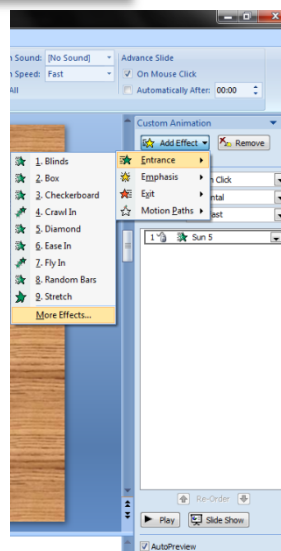 Sound: [No Sound] Advance Slide
Speed: Fast On Mouse Click
All Automatically After: 00:00
Custom Animation
Add Effect Remove
1. Blinds
2. Box
3. Checkerboard
4. Crawl In
5. Diamond
6. Ease In
7. Fly In
8. Random Bars
9. Stretch
More Effects...
Entrance
Emphasis
Exit
Motion Paths
Click
ntal
ast
1 Sun 5
Re-Order
Play Slide Show
AutoPreview